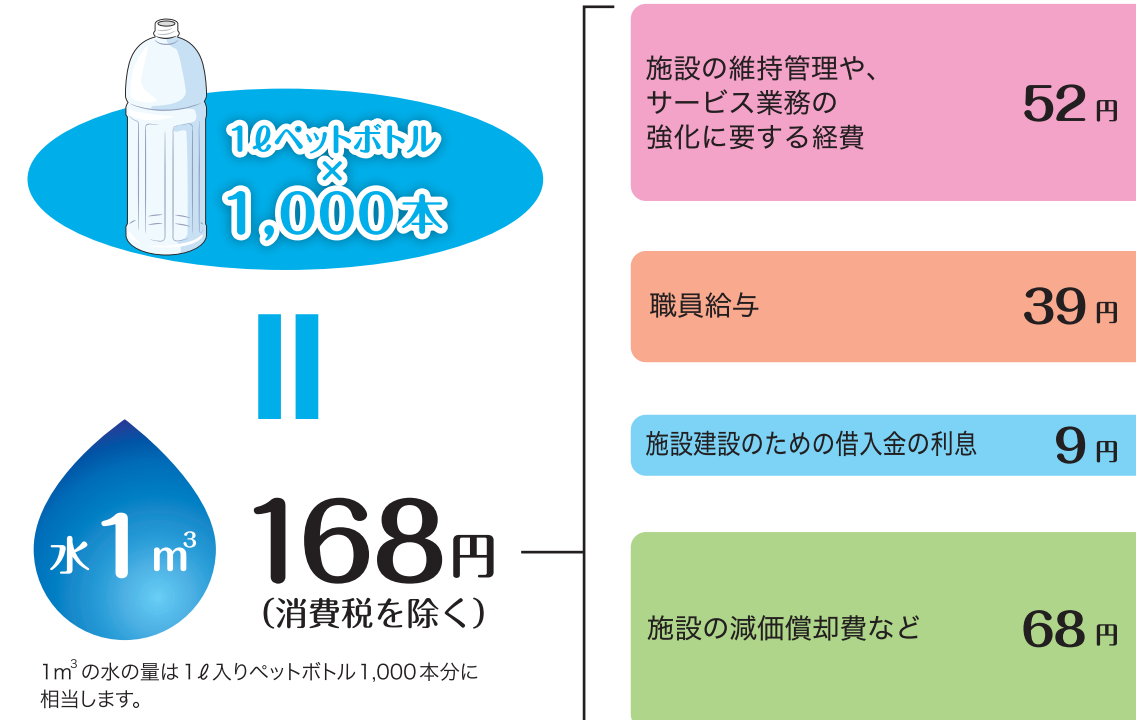 1ℓペットボトル
×
1,000本
水1m³
168円
（消費税を除く）
1m³の水の量は1ℓ入りペットボトル1,000本分に
相当します。
施設の維持管理や、
サービス業務の
強化に要する経費
52円
職員給与
39円
施設建設のための借入金の利息
9円
施設の減価償却費など
68円